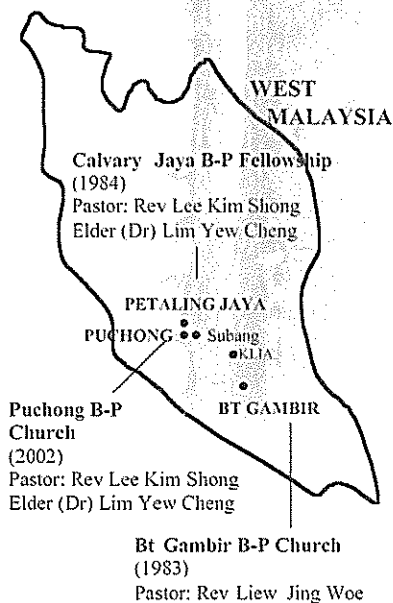 WEST
MALAYSIA
Calvary Jaya B-P Fellowship
(1984)
Pastor: Rev Lee Kim Shong
Elder (Dr) Lim Yew Cheng
PETALING JAYA
PUCHONG Subang
KLIA
BT GAMBIR
Puchong B-P
Church
(2002)
Pastor: Rev Lee Kim Shong
Elder (Dr) Lim Yew Cheng
Bt Gambir B-P Church
(1983)
Pastor: Rev Liew Jing Woe